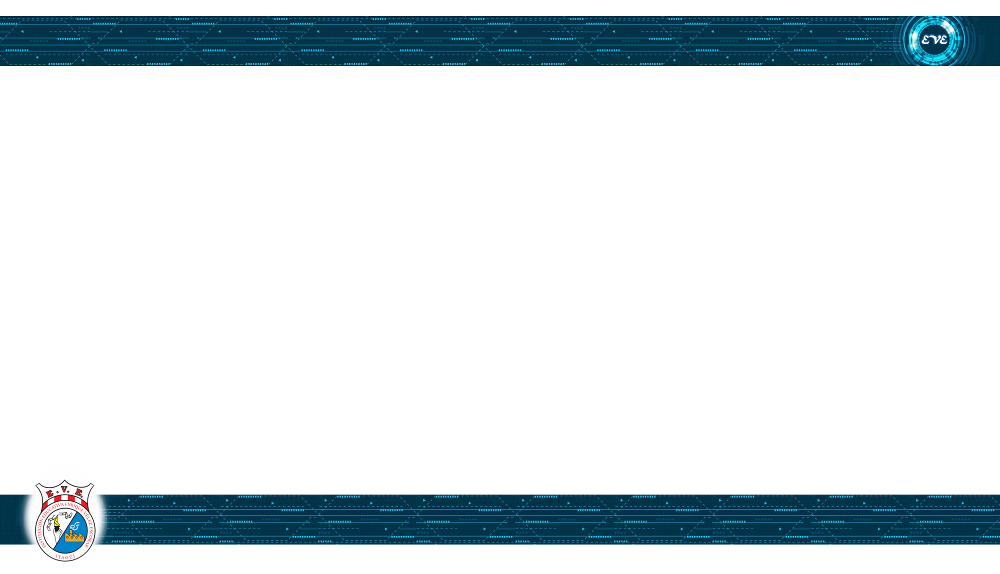 EVE
E. V. E.
INSTITUCIÓN EDUCATIVA ENRIQUE VÉLEZ ESCOBAR
ITAGÜÍ